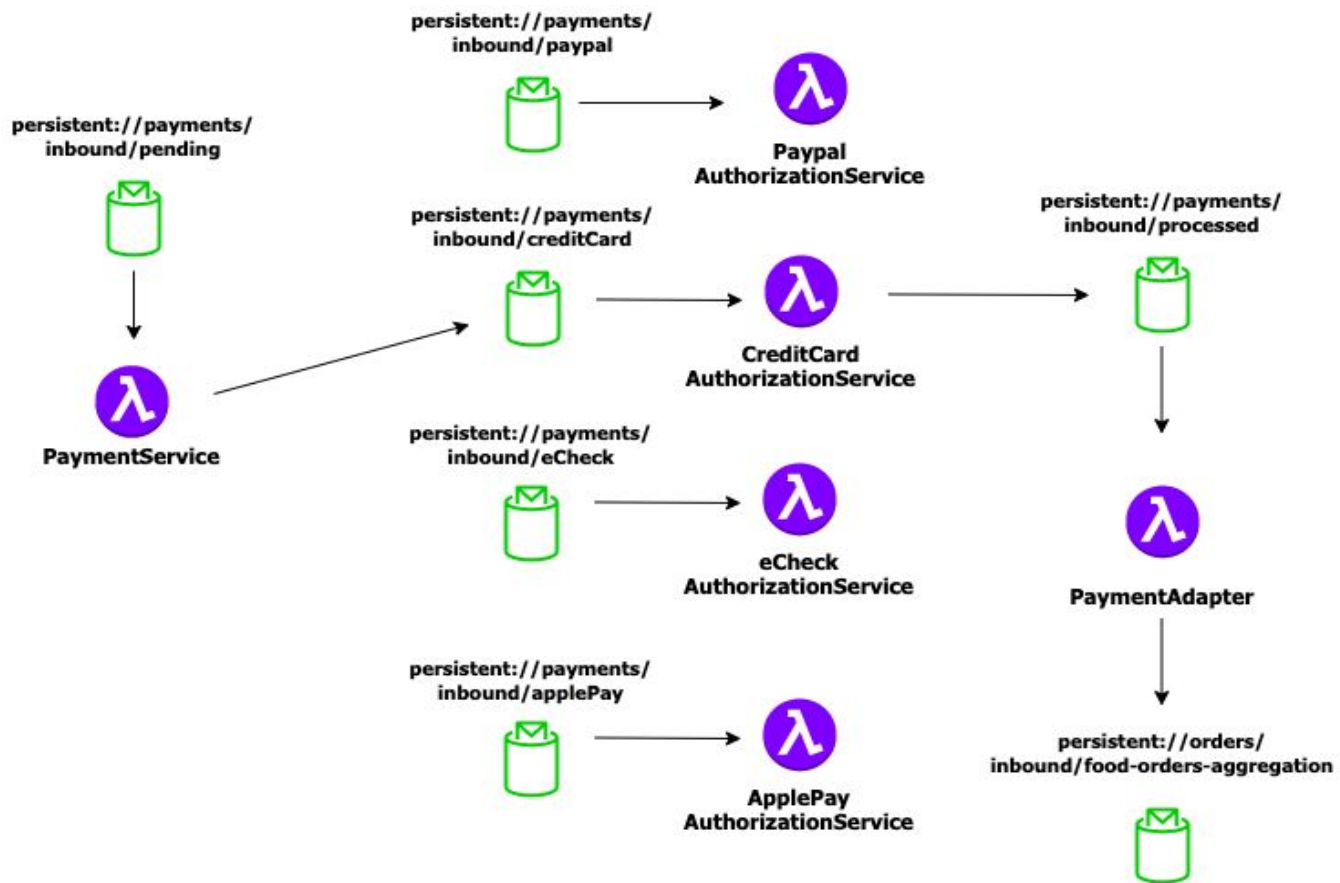 persistent://payments/
inbound/paypal
Paypal
AuthorizationService
persistent://payments/
inbound/pending
PaymentService
persistent://payments/
inbound/creditCard
CreditCard
AuthorizationService
persistent://payments/
inbound/processed
persistent://payments/
inbound/eCheck
eCheck
AuthorizationService
PaymentAdapter
persistent://payments/
inbound/applePay
ApplePay
AuthorizationService
persistent://orders/
inbound/food-orders-aggregation